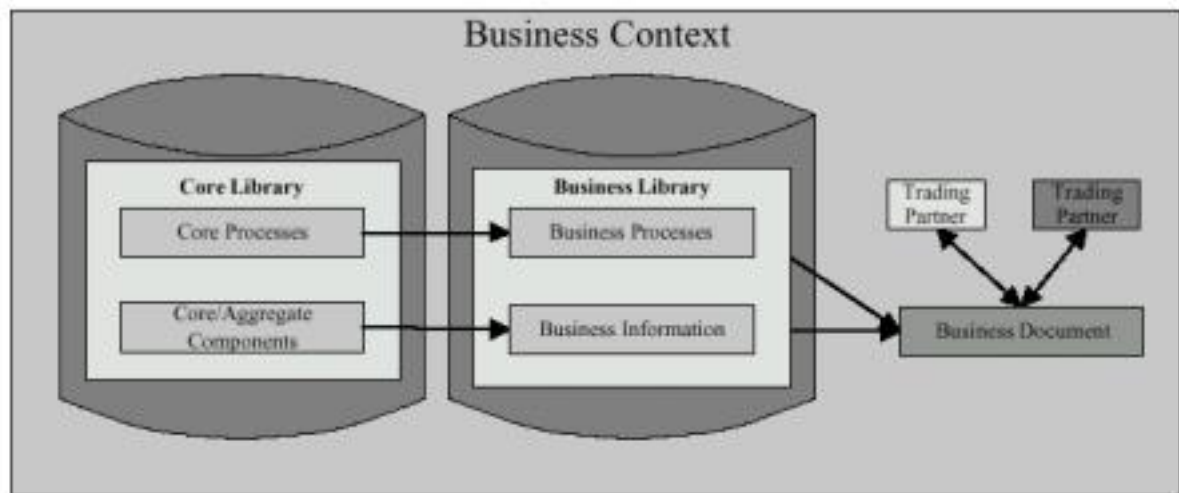 Business Context
Core Library
Core Processes
Core/Aggregate
Components
Business Library
Business Processes
Business Information
Trading
Partner
Trading
Partner
Business Document